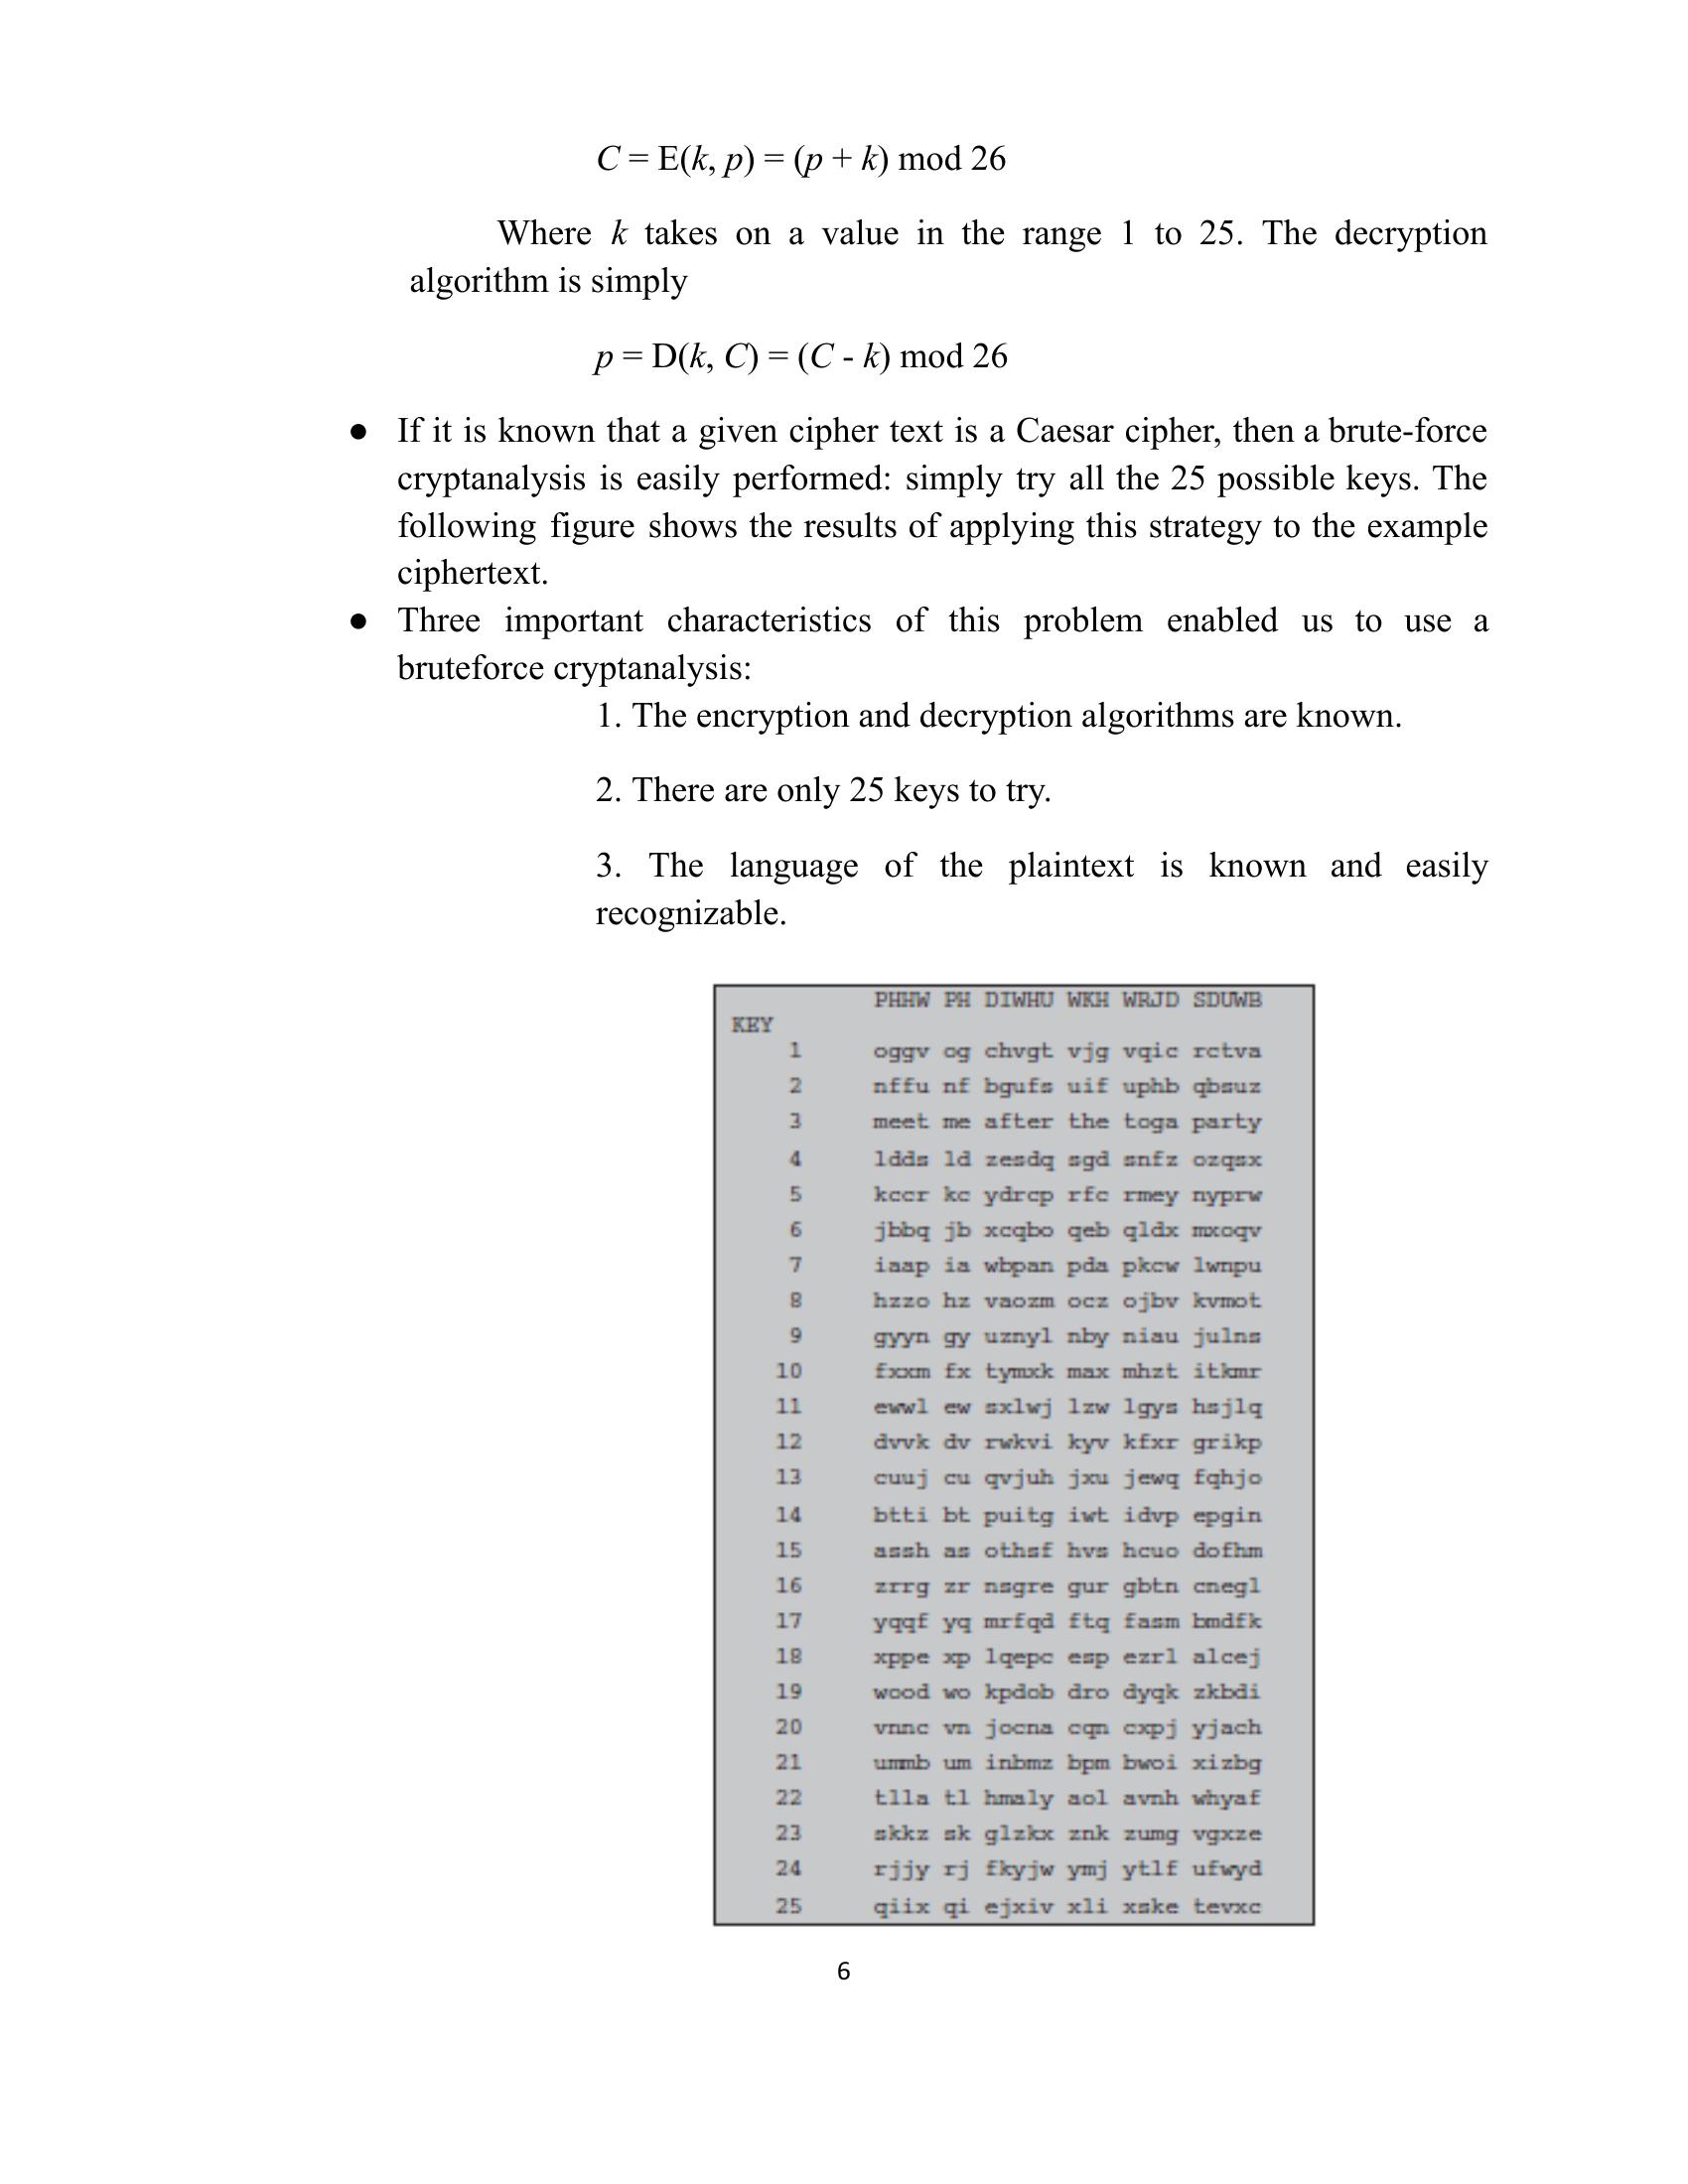 C = E(k, p) = (p + k) mod 26
Where k takes on a value in the range 1 to 25. The decryption
algorithm is simply
p = D(k, C) = (C - k) mod 26
● If it is known that a given cipher text is a Caesar cipher, then a brute-force
cryptanalysis is easily performed: simply try all the 25 possible keys. The
following figure shows the results of applying this strategy to the example
ciphertext.
● Three important characteristics of this problem enabled us to use a
bruteforce cryptanalysis:
1. The encryption and decryption algorithms are known.
2. There are only 25 keys to try.
3. The language of the plaintext is known and easily
recognizable.
PHHW PH DIWHU WKH WRJD SDUWB
KEY
1 oggv og chvgt vjg vqic rctva
2 nffu nf bgufs uif uphb qbsuz
3 meet me after the toga party
4 ldds ld zesdq sgd snfz ozqsx
5 kccr kc ydrcp rfc rmey nyprw
6 jbbq jb xcqbo qeb qldx mxoqv
7 iaap ia wbpan pda pkcw lwnpu
8 hzzo hz vaozm ocz ojbv kvmot
9 gyyn gy uznyl nby niau julns
10 fxxm fx tymxk max mhzt itkmr
11 ewwl ew sxlwj lzw lgys hsjlq
12 dvvk dv rwkvi kyv kfxr grikp
13 cuuj cu qvjuh jxu jewq fqhjo
14 btti bt puitg iwt idvp epgin
15 assh as othsf hvs hcuo dofhm
16 zrrg zr nsgre gur gbtn cnegl
17 yqqf yq mrfqd ftq fasm bmdfk
18 xppe xp lqepc esp ezrl alcej
19 wood wo kpdob dro dyqk zkbdi
20 vnnc vn jocna cqn cxpj yjach
21 ummb um inbmz bpm bwoi xizbg
22 tlla tl hmaly aol avnh whyaf
23 skkz sk glzkx znk zumg vgxze
24 rjjy rj fkyjw ymj ytlf ufwyd
25 qiix qi ejxiv xli xske tevxc
6